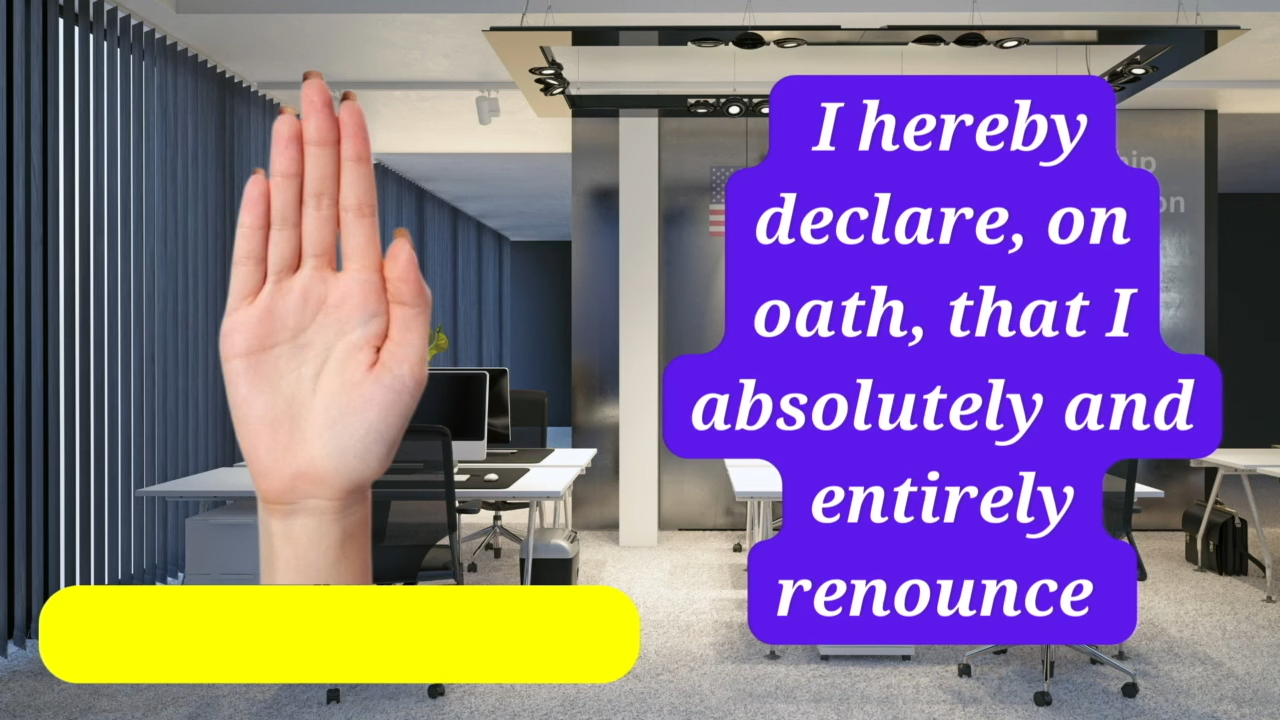 I hereby
declare, on
oath, that I
absolutely and
entirely
renounce